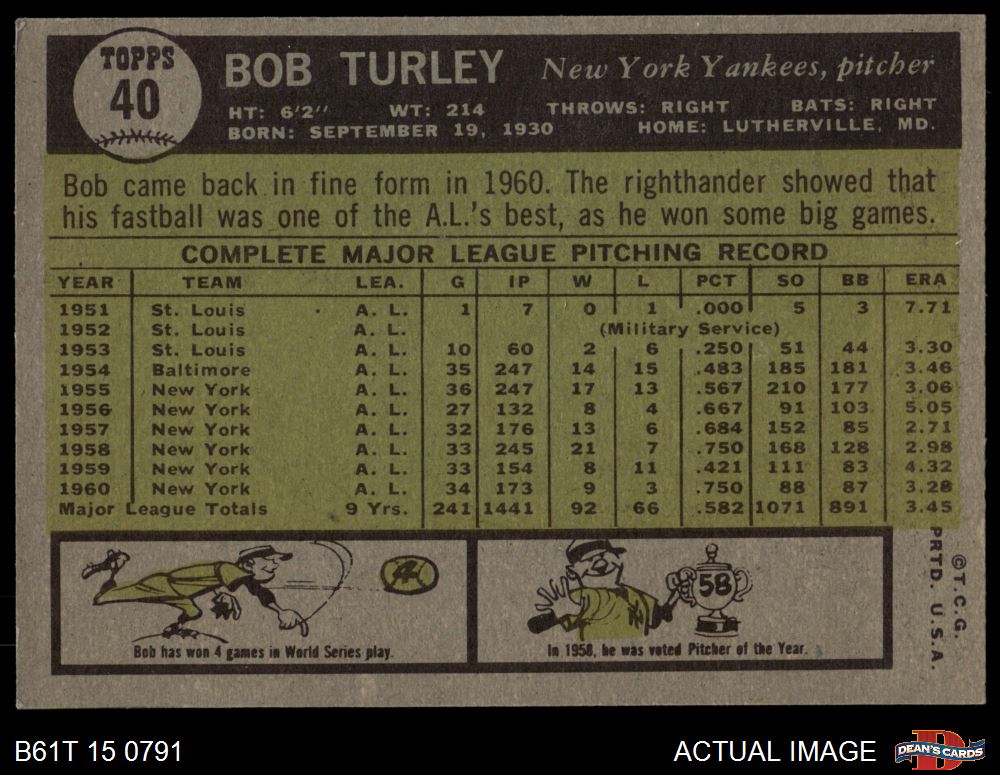 TOPPS
40
BOB TURLEY New York Yankees, pitcher
HT: 6'2" WT: 214 THROWS: RIGHT BATS: RIGHT
BORN: SEPTEMBER 19, 1930 HOME: LUTHERVILLE, MD.
Bob came back in fine form in 1960. The righthander showed that
his fastball was one of the A.L.'s best, as he won some big games.
COMPLETE MAJOR LEAGUE PITCHING RECORD
YEAR TEAM LEA. G IP W L PCT SO BB ERA
1951 St. Louis A. L. 1 7 0 1 .000 5 3 7.71
1952 St. Louis A. L. (Military Service)
1953 St. Louis A. L. 10 60 2 6 .250 51 44 3.30
1954 Baltimore A. L. 35 247 14 15 .483 185 181 3.46
1955 New York A. L. 36 247 17 13 .567 210 177 3.06
1956 New York A. L. 27 132 8 4 .667 91 103 5.05
1957 New York A. L. 32 176 13 6 .684 152 85 2.71
1958 New York A. L. 33 245 21 7 .750 168 128 2.98
1959 New York A. L. 33 154 8 11 .421 111 83 4.32
1960 New York A. L. 34 173 9 3 .750 88 87 3.28
Major League Totals 9 Yrs. 241 1441 92 66 .582 1071 891 3.45
4
58
Bob has won 4 games in World Series play.
In 1958, he was voted Pitcher of the Year.
©T.C.G.
PRTD. U.S.A.
B61T 15 0791
ACTUAL IMAGE
DEAN'S CARDS